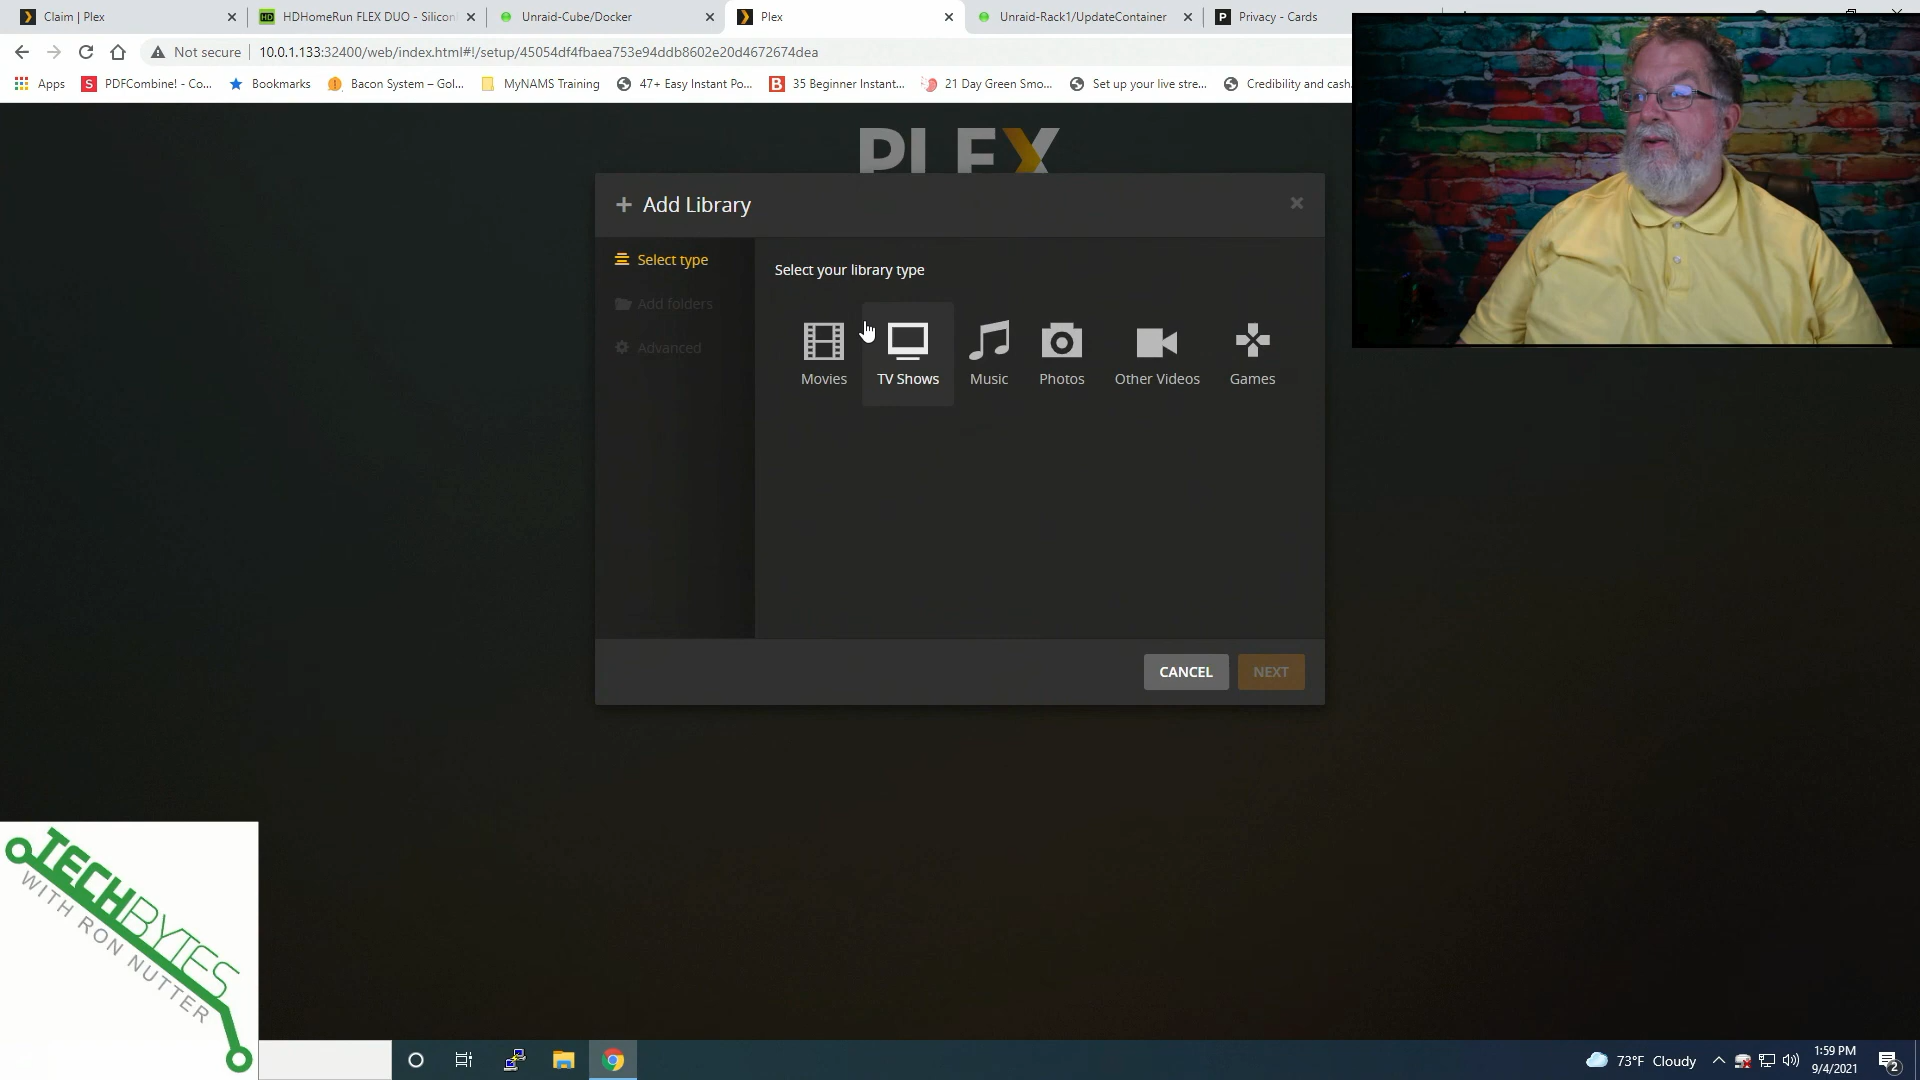 Claim | Plex
HDHomeRun FLEX DUO - Silicon
Unraid-Cube/Docker
Plex
Unraid-Rack1/UpdateContainer
Privacy - Cards
Not secure
10.0.1.133:32400/web/index.html#!/setup/45054df4fbaea753e94ddb8602e20d4672674dea
Apps
PDFCombine! - Co...
Bookmarks
Bacon System – Gol...
MyNAMS Training
47+ Easy Instant Po...
35 Beginner Instant...
21 Day Green Smo...
Set up your live stre...
Credibility and cash
PLEX
Add Library
Select type
Add folders
Advanced
Select your library type
Movies
TV Shows
Music
Photos
Other Videos
Games
CANCEL
NEXT
TECHBYTES
WITH RON NUTTER
73°F Cloudy
1:59 PM
9/4/2021
2